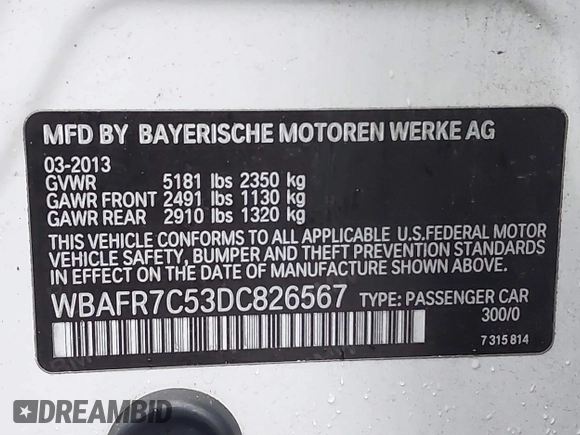 MFD BY BAYERISCHE MOTOREN WERKE AG
03-2013
GVWR 5181 lbs 2350 kg
GAWR FRONT 2491 lbs 1130 kg
GAWR REAR 2910 lbs 1320 kg
THIS VEHICLE CONFORMS TO ALL APPLICABLE U.S.FEDERAL MOTOR
VEHICLE SAFETY, BUMPER AND THEFT PREVENTION STANDARDS
IN EFFECT ON THE DATE OF MANUFACTURE SHOWN ABOVE.
WBAFR7C53DC826567 TYPE: PASSENGER CAR
300/0
7 315 814
DREAMBID